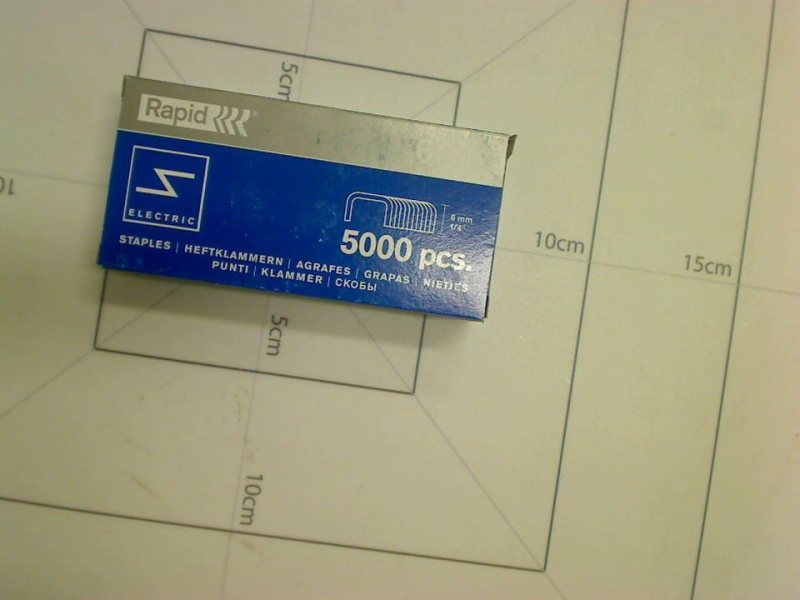 5cm
Rapid
ELECTRIC
6 mm
1/4"
5000 pcs.
STAPLES | HEFTKLAMMERN | AGRAFES | GRAPAS | NIETJES
PUNTI | KLAMMER | СКОБЫ
10
10cm
15cm
5cm
10cm